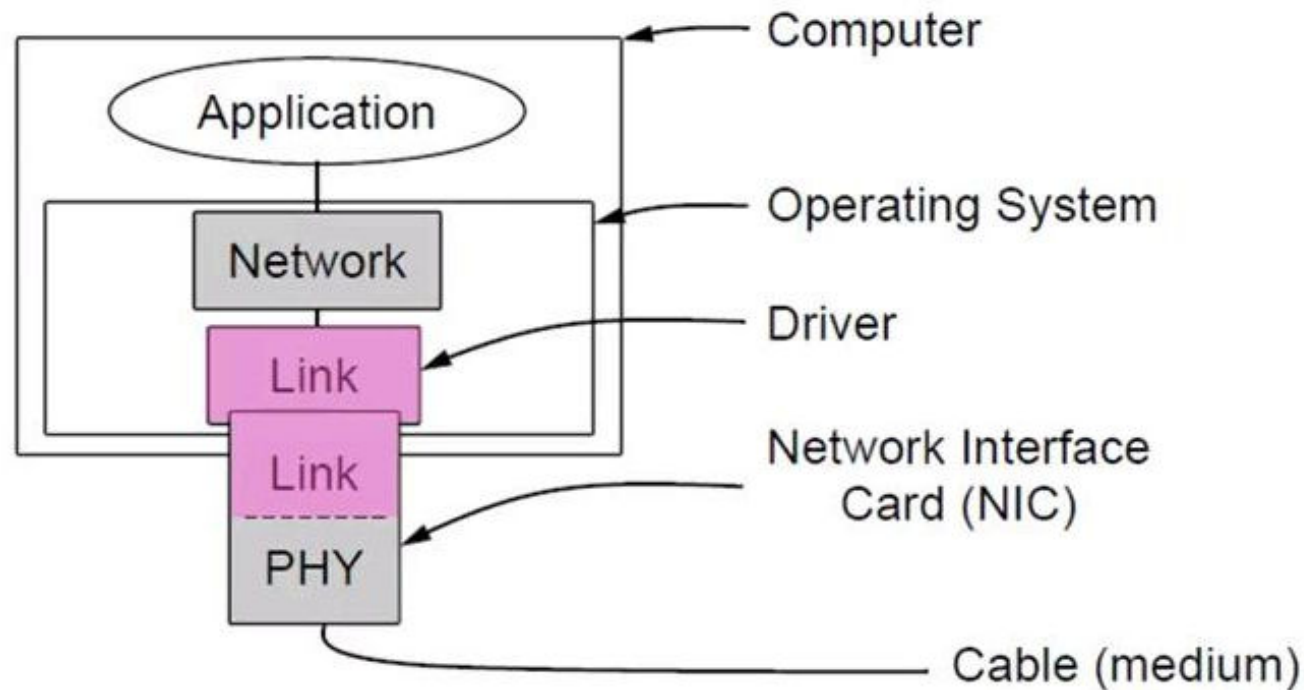 Computer
Application
Operating System
Network
Driver
Link
Network Interface
Card (NIC)
Link
PHY
Cable (medium)